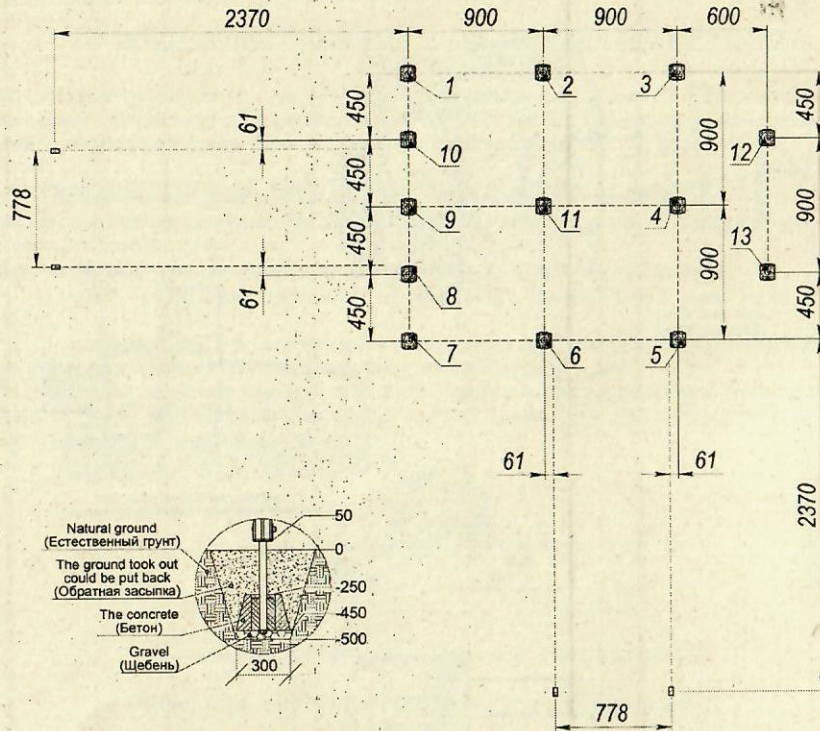 2370 900 900 600
1 2 3
450 450
61
10 900 12
778 450 450
9 11 4 900
13
450 900
61 8
450 450
7 6 5
61 61
2370
50
Natural ground
(Естественный грунт)
0
The ground took out
could be put back
(Обратная засыпка)
-250
The concrete
(Бетон)
-450
-500
Gravel
(Щебень)
300
778